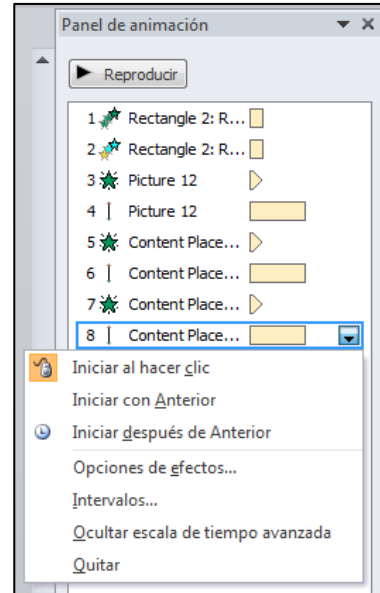 Panel de animación
Reproducir
1 Rectangle 2: R...
2 Rectangle 2: R...
3 Picture 12
4 Picture 12
5 Content Place...
6 Content Place...
7 Content Place...
8 Content Place...
Iniciar al hacer clic
Iniciar con Anterior
Iniciar después de Anterior
Opciones de efectos...
Intervalos...
Ocultar escala de tiempo avanzada
Quitar